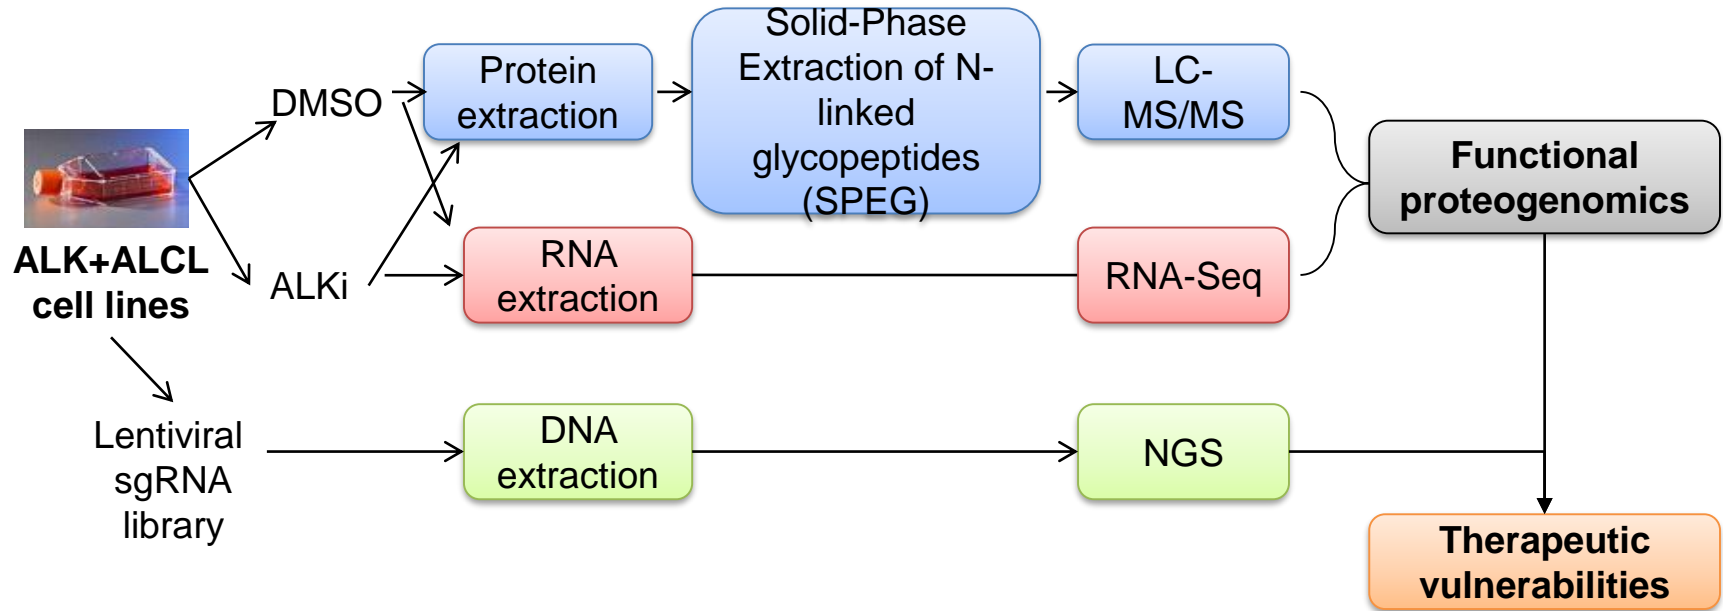 DMSO
Protein
extraction
Solid-Phase
Extraction of N-
linked
glycopeptides
(SPEG)
LC-
MS/MS
Functional
proteogenomics
ALK+ALCL
cell lines
ALKi
RNA
extraction
RNA-Seq
Lentiviral
sgRNA
library
DNA
extraction
NGS
Therapeutic
vulnerabilities